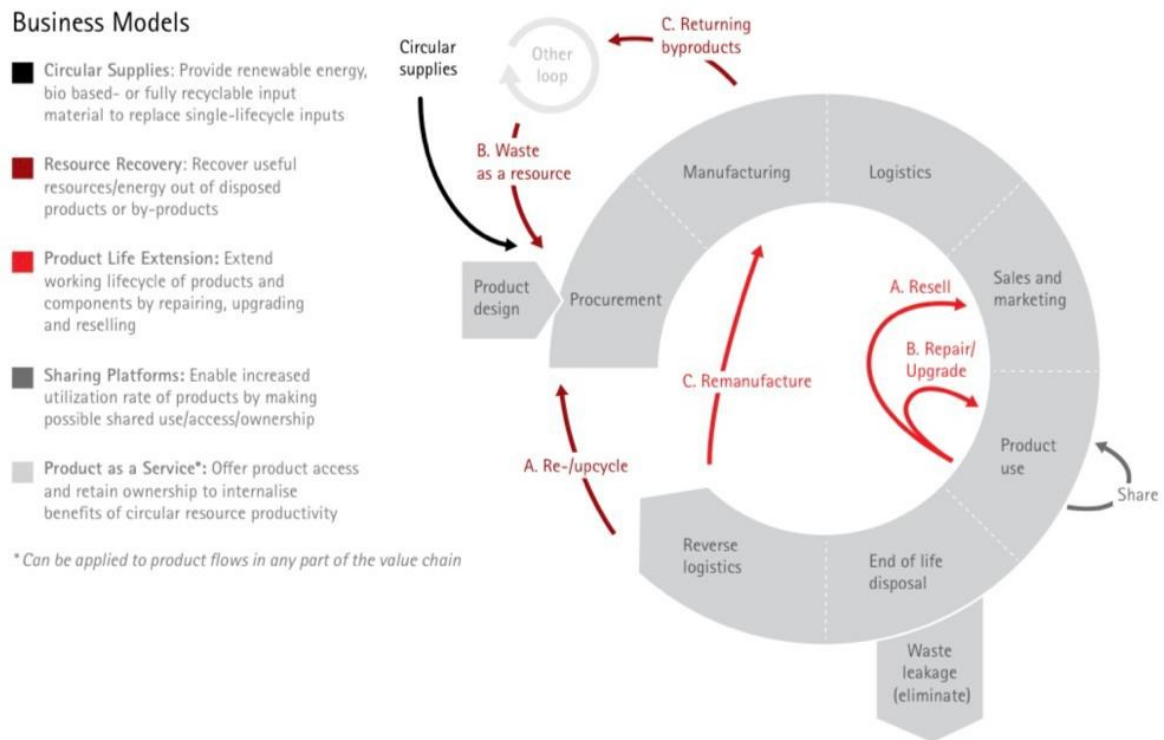 Business Models
Circular Supplies: Provide renewable energy,
bio based- or fully recyclable input
material to replace single-lifecycle inputs
Resource Recovery: Recover useful
resources/energy out of disposed
products or by-products
Product Life Extension: Extend
working lifecycle of products and
components by repairing, upgrading
and reselling
Sharing Platforms: Enable increased
utilization rate of products by making
possible shared use/access/ownership
Product as a Service*: Offer product access
and retain ownership to internalise
benefits of circular resource productivity
* Can be applied to product flows in any part of the value chain
Circular
supplies
Other
loop
C. Returning
byproducts
B. Waste
as a resource
Manufacturing
Logistics
Product
design
Procurement
Sales and
marketing
A. Resell
B. Repair/
Upgrade
C. Remanufacture
A. Re-/upcycle
Product
use
Share
Reverse
logistics
End of life
disposal
Waste
leakage
(eliminate)